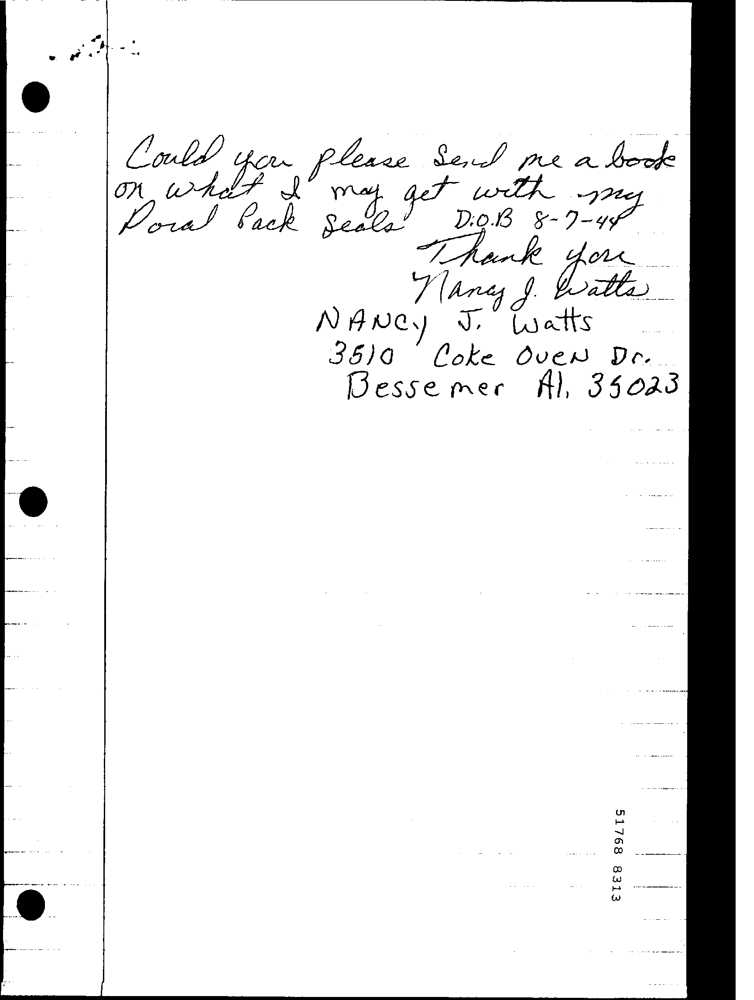 Could you please send me a book
on what I may get with my
Doral Pack Seals D.O.B 8-7-44
Thank you
Nancy J. Watts
NANCY J. Watts
3510 Coke Oven Dr.
Bessemer Al. 35023
51768 8313